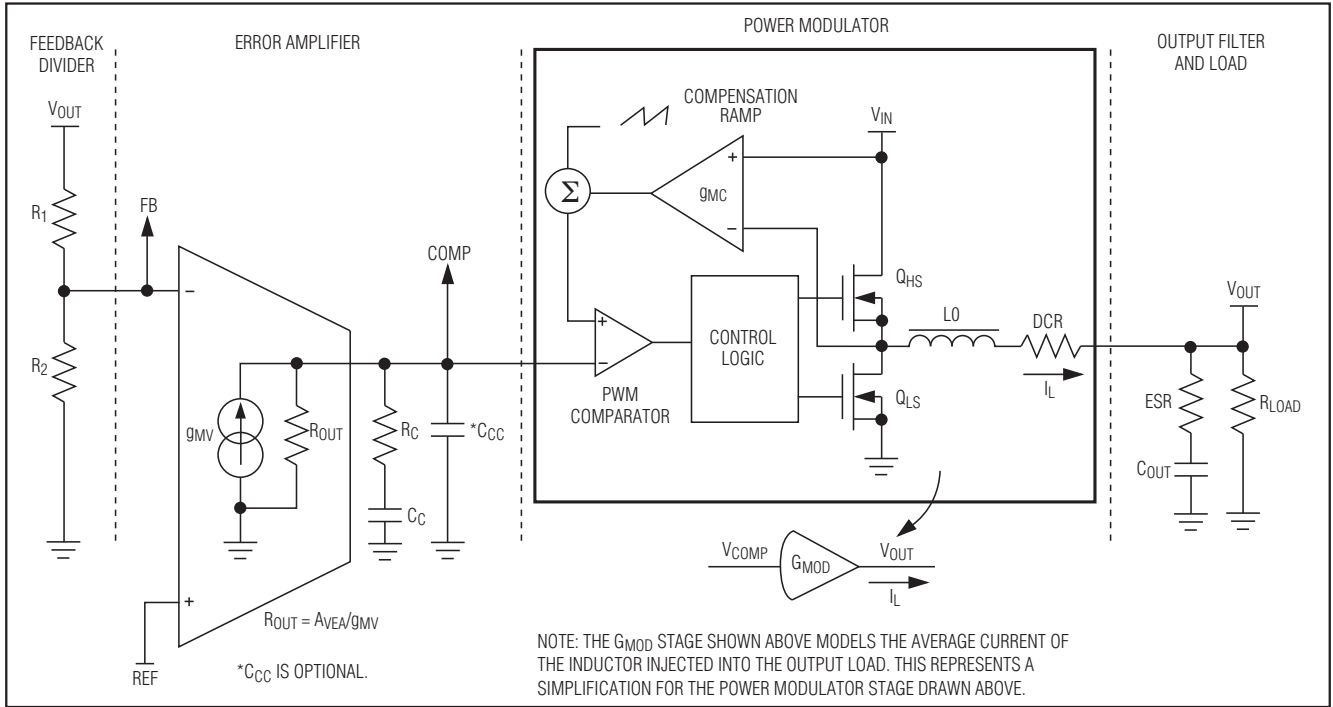 FEEDBACK
DIVIDER
ERROR AMPLIFIER
POWER MODULATOR
OUTPUT FILTER
AND LOAD
VOUT
R1
FB
R2
gMV
ROUT
RC
CC
*CCC
COMP
ROUT = AVEA/gMV
REF
*CCC IS OPTIONAL.
COMPENSATION
RAMP
Σ
+
gMC
−
VIN
+
−
PWM
COMPARATOR
CONTROL
LOGIC
QHS
QLS
L0
DCR
IL
VOUT
ESR
COUT
RLOAD
−
+
VCOMP
GMOD
VOUT
IL
NOTE: THE GMOD STAGE SHOWN ABOVE MODELS THE AVERAGE CURRENT OF
THE INDUCTOR INJECTED INTO THE OUTPUT LOAD. THIS REPRESENTS A
SIMPLIFICATION FOR THE POWER MODULATOR STAGE DRAWN ABOVE.